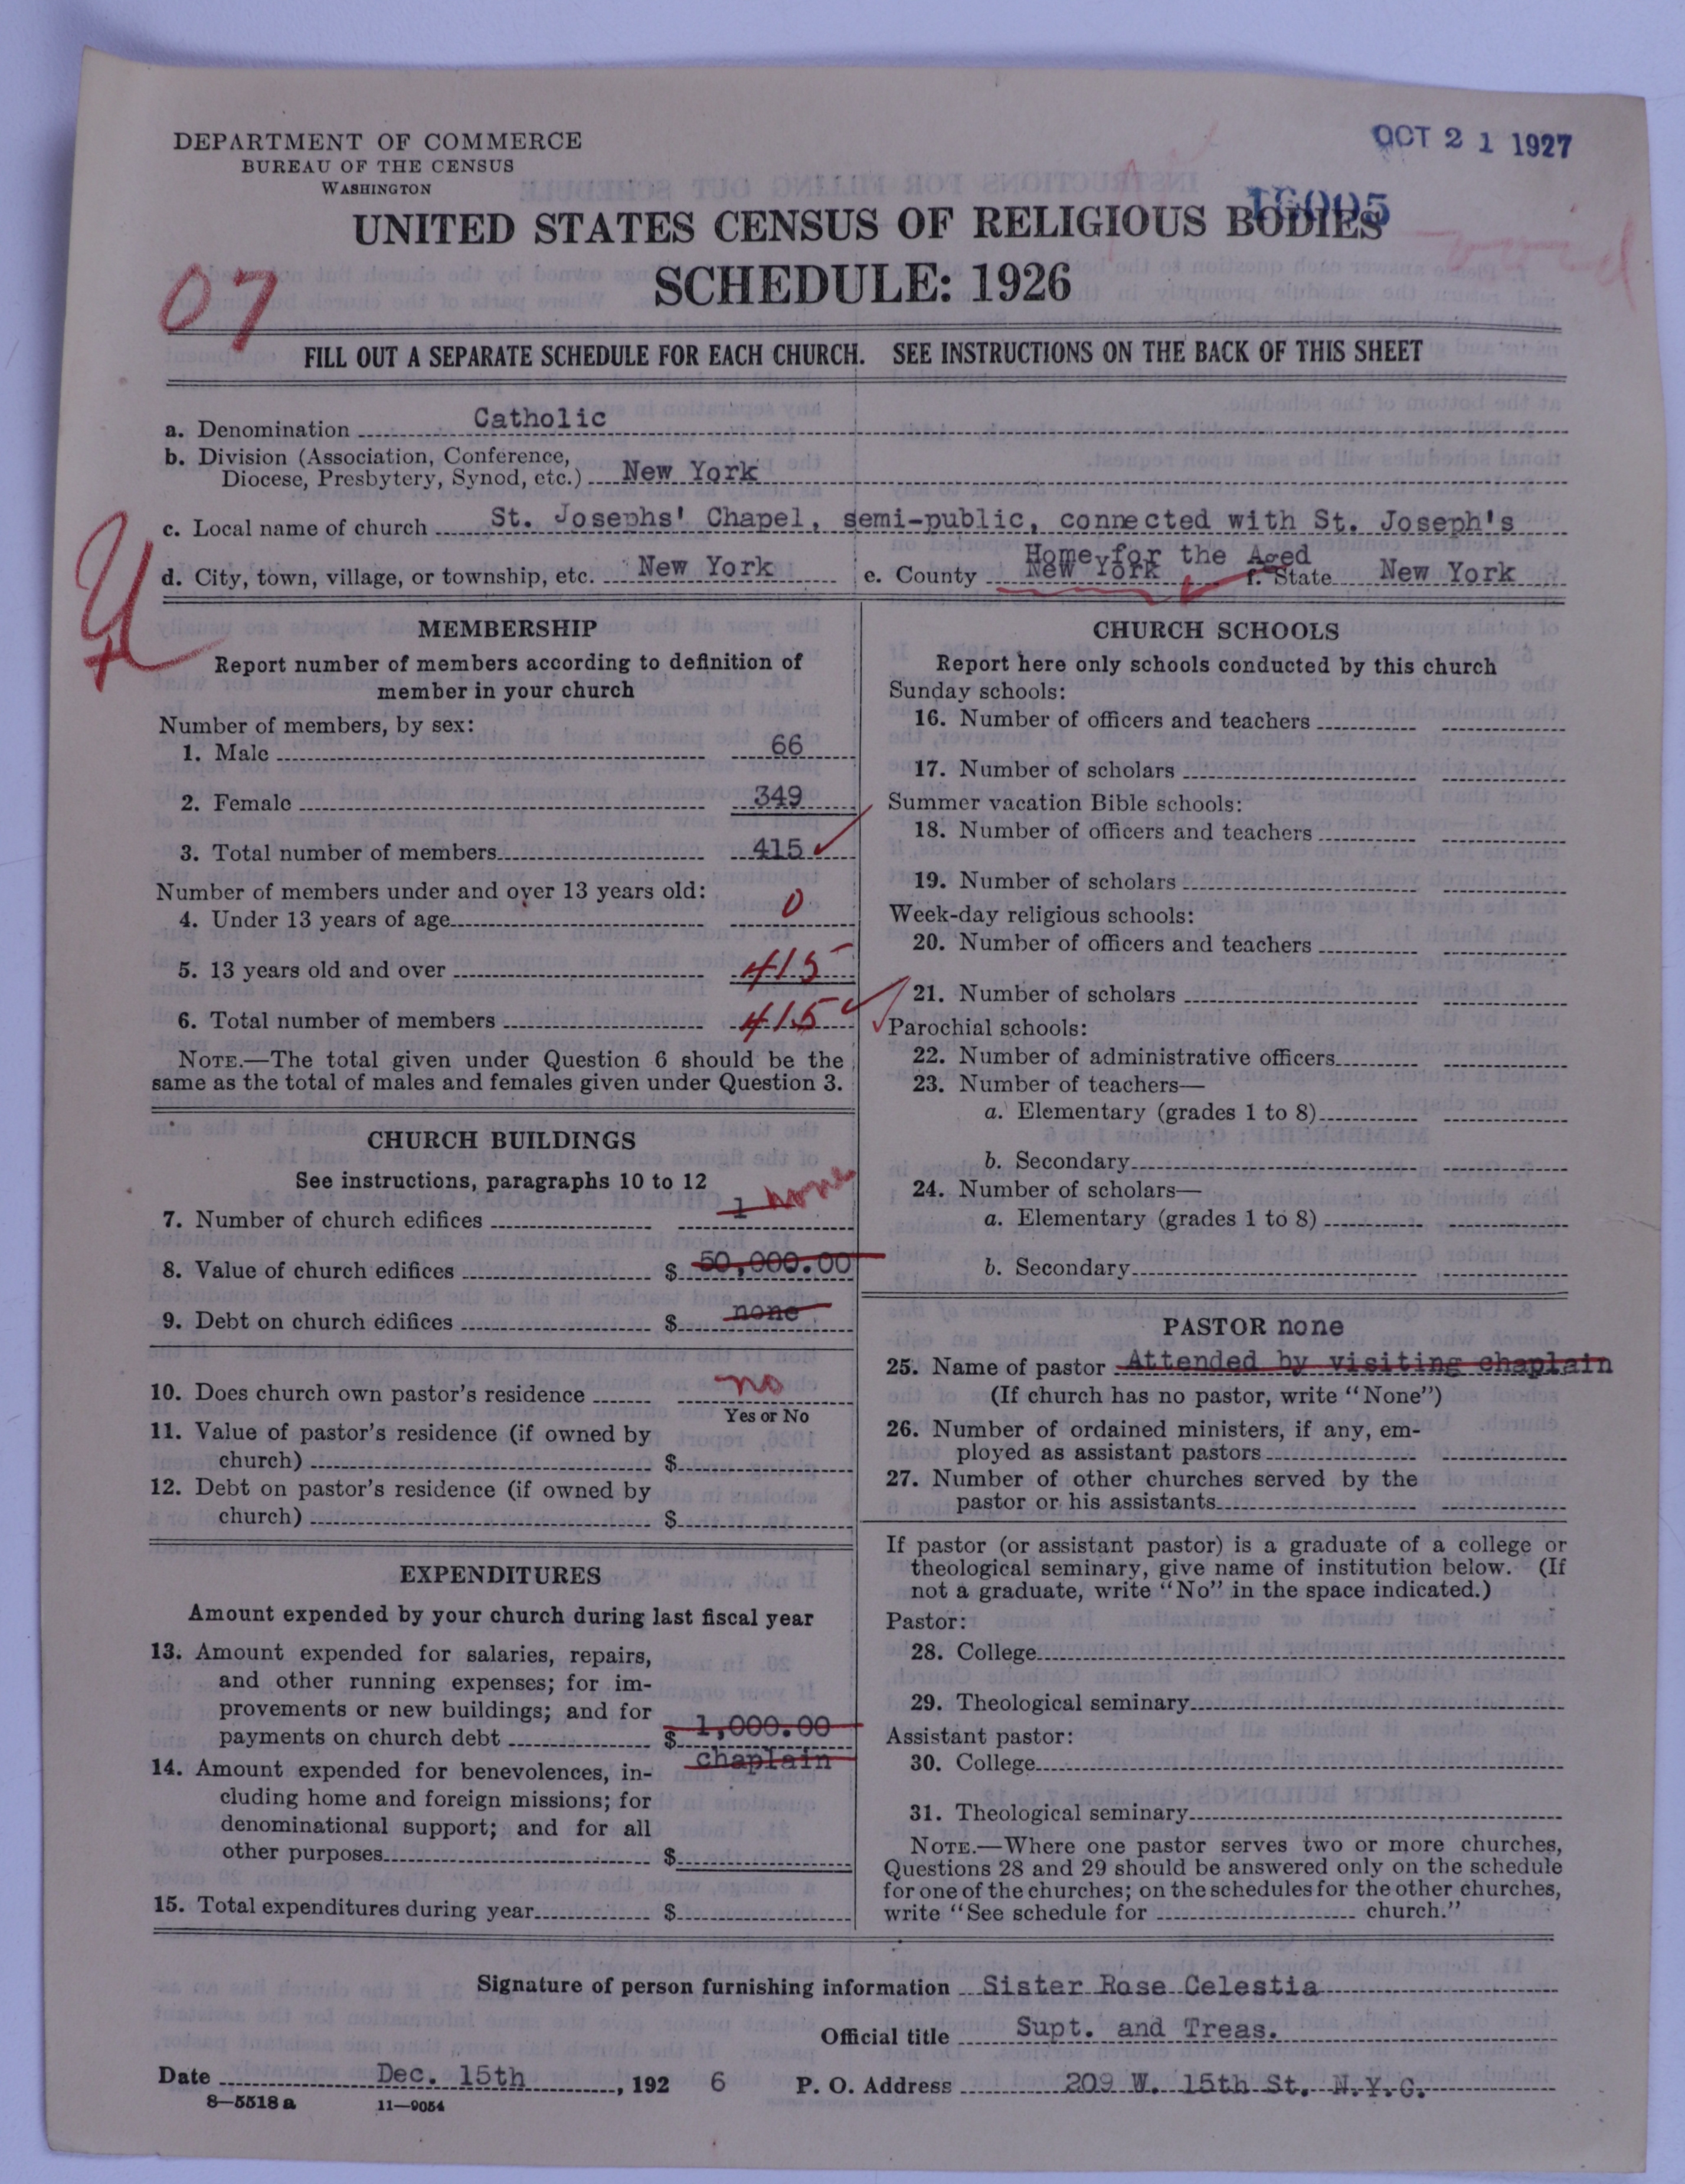 DEPARTMENT OF COMMERCE
BUREAU OF THE CENSUS
WASHINGTON
OCT 21 1927
16005
UNITED STATES CENSUS OF RELIGIOUS BODIES
SCHEDULE: 1926
07
FILL OUT A SEPARATE SCHEDULE FOR EACH CHURCH. SEE INSTRUCTIONS ON THE BACK OF THIS SHEET
a. Denomination Catholic
b. Division (Association, Conference,
Diocese, Presbytery, Synod, etc.) New York
c. Local name of church St. Josephs' Chapel, semi-public, connected with St. Joseph's
Home for the Aged
d. City, town, village, or township, etc. New York e. County New York f. State New York
MEMBERSHIP
Report number of members according to definition of
member in your church
Number of members, by sex:
1. Male 66
2. Female 349
3. Total number of members 415
Number of members under and over 13 years old:
4. Under 13 years of age 0
5. 13 years old and over 415
6. Total number of members 415
NOTE.—The total given under Question 6 should be the
same as the total of males and females given under Question 3.
CHURCH BUILDINGS
See instructions, paragraphs 10 to 12
7. Number of church edifices 1 none
8. Value of church edifices $ 50,000.00
9. Debt on church edifices $ none
10. Does church own pastor's residence no
Yes or No
11. Value of pastor's residence (if owned by
church) $
12. Debt on pastor's residence (if owned by
church) $
EXPENDITURES
Amount expended by your church during last fiscal year
13. Amount expended for salaries, repairs,
and other running expenses; for im-
provements or new buildings; and for
payments on church debt $ 1,000.00
chaplain
14. Amount expended for benevolences, in-
cluding home and foreign missions; for
denominational support; and for all
other purposes $
15. Total expenditures during year $
CHURCH SCHOOLS
Report here only schools conducted by this church
Sunday schools:
16. Number of officers and teachers
17. Number of scholars
Summer vacation Bible schools:
18. Number of officers and teachers
19. Number of scholars
Week-day religious schools:
20. Number of officers and teachers
21. Number of scholars
Parochial schools:
22. Number of administrative officers
23. Number of teachers—
a. Elementary (grades 1 to 8)
b. Secondary
24. Number of scholars—
a. Elementary (grades 1 to 8)
b. Secondary
PASTOR none
25. Name of pastor Attended by visiting chaplain
(If church has no pastor, write "None")
26. Number of ordained ministers, if any, em-
ployed as assistant pastors
27. Number of other churches served by the
pastor or his assistants
If pastor (or assistant pastor) is a graduate of a college or
theological seminary, give name of institution below. (If
not a graduate, write "No" in the space indicated.)
Pastor:
28. College
29. Theological seminary
Assistant pastor:
30. College
31. Theological seminary
NOTE.—Where one pastor serves two or more churches,
Questions 28 and 29 should be answered only on the schedule
for one of the churches; on the schedules for the other churches,
write "See schedule for church."
Signature of person furnishing information Sister Rose Celestia
Official title Supt. and Treas.
Date Dec. 15th, 192 6 P. O. Address 209 W. 15th St. N.Y.C.
8—5518 a 11—9054